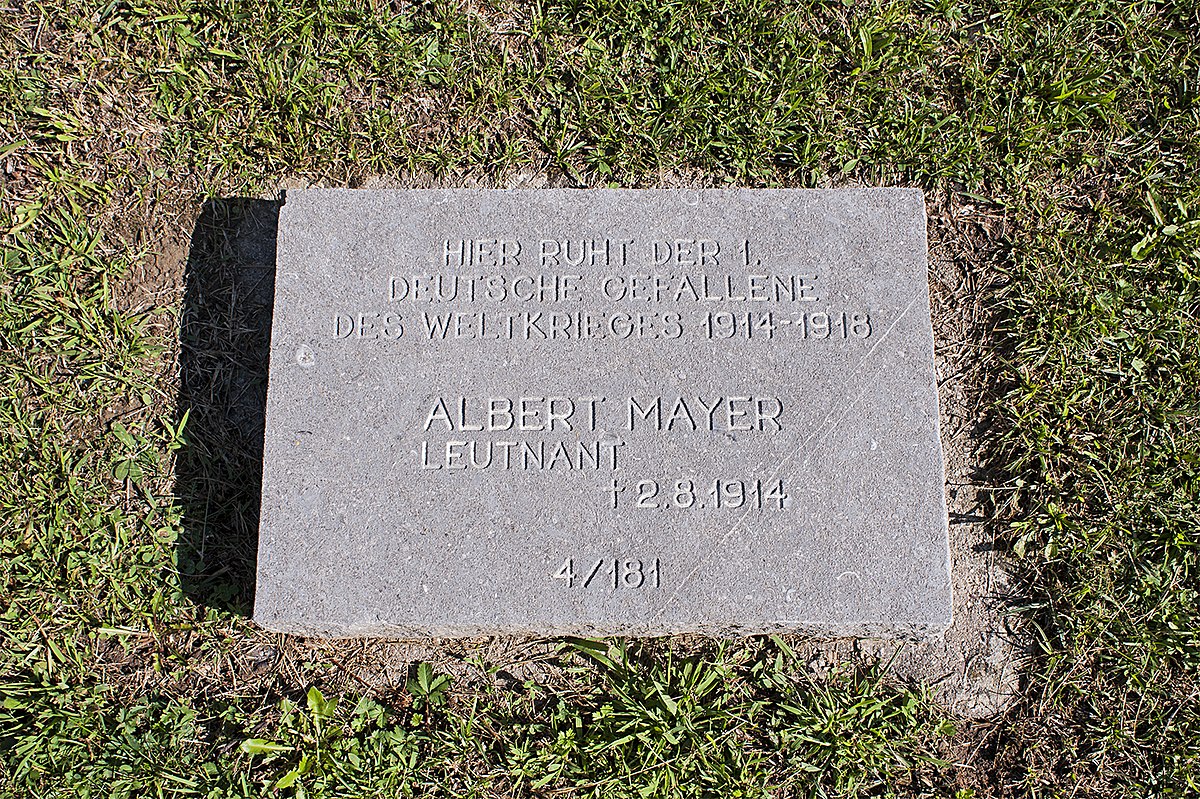 HIER RUHT DER 1.
DEUTSCHE GEFALLENE
DES WELTKRIEGES 1914-1918
ALBERT MAYER
LEUTNANT
† 2.8.1914
4/181